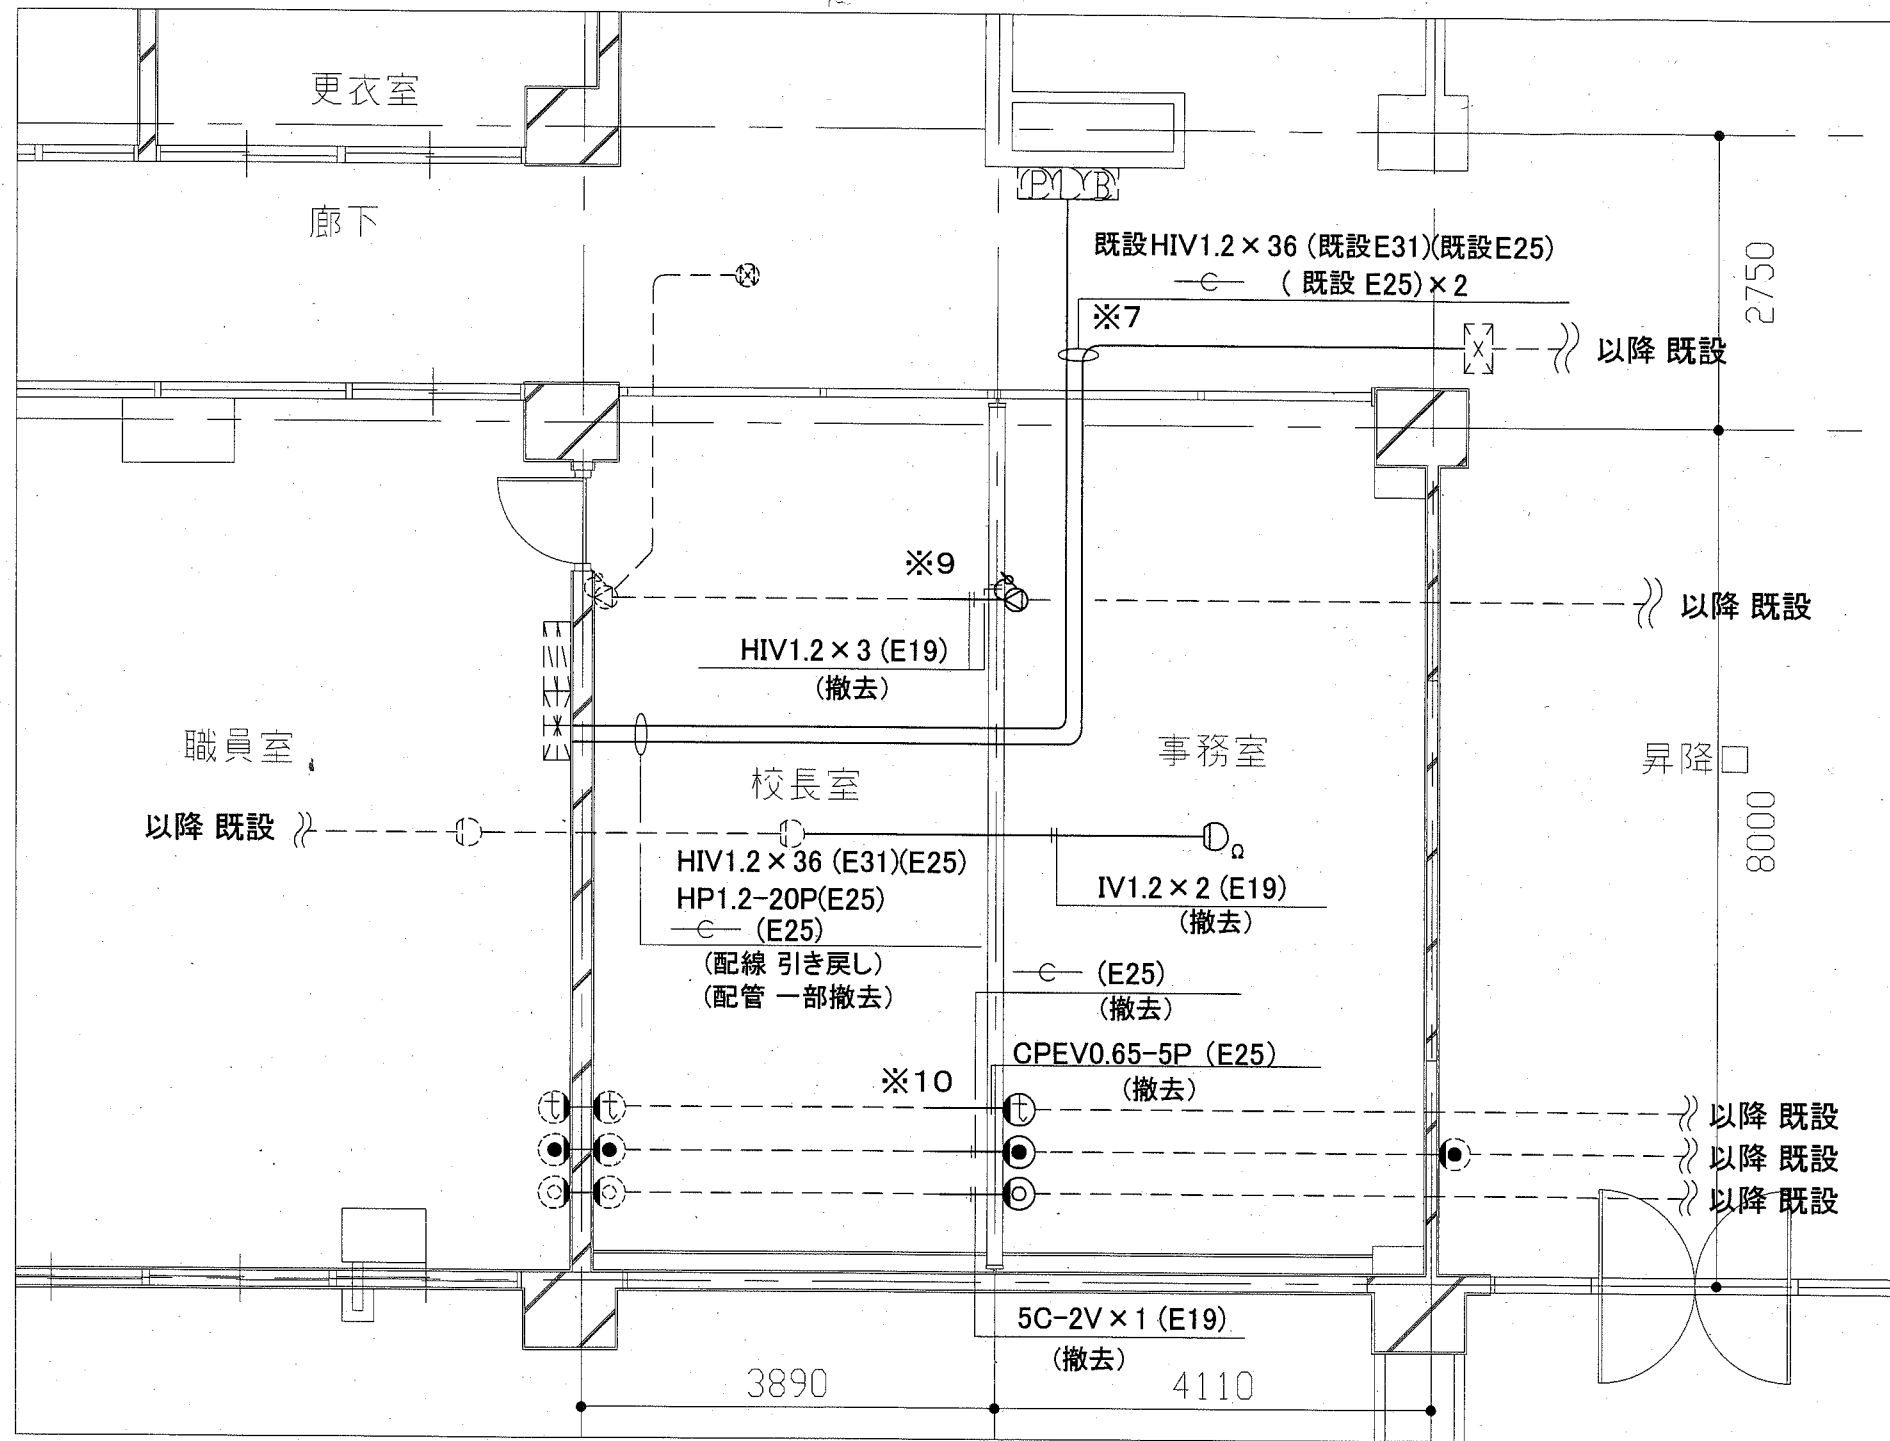 更衣室
廊下
P B
既設HIV1.2×36 (既設E31)(既設E25)
C (既設 E25)×2
※7
以降 既設
2750
※9
以降 既設
HIV1.2×3 (E19)
(撤去)
職員室
校長室
事務室
昇降口
8000
以降 既設
Ω
HIV1.2×36 (E31)(E25)
HP1.2-20P(E25)
C (E25)
(配線 引き戻し)
(配管 一部撤去)
IV1.2×2 (E19)
(撤去)
C (E25)
(撤去)
CPEV0.65-5P (E25)
(撤去)
※10
t t t
以降 既設
以降 既設
以降 既設
5C-2V×1 (E19)
(撤去)
3890
4110